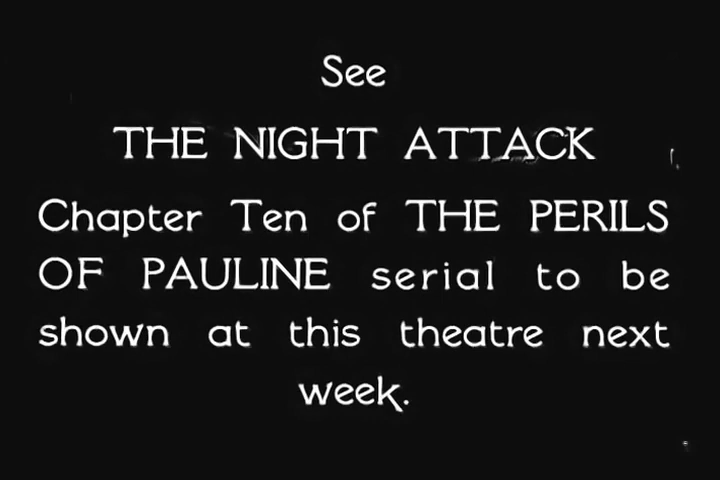 See
THE NIGHT ATTACK
Chapter Ten of THE PERILS
OF PAULINE serial to be
shown at this theatre next
week.